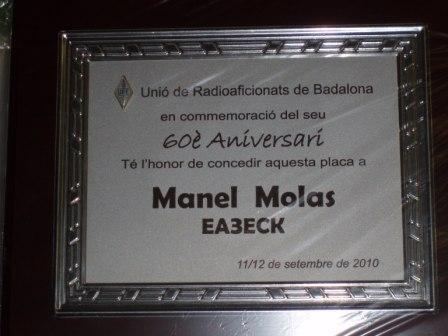 Unió de Radioaficionats de Badalona
en commemoració del seu
60è Aniversari
Té l'honor de concedir aquesta placa a
Manel Molas
EA3ECK
11/12 de setembre de 2010